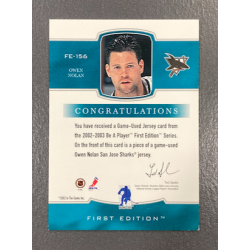 FE-156
OWEN
NOLAN
CONGRATULATIONS
You have received a Game-Used Jersey card from
the 2002-2003 Be A Player™ First Edition™ Series.
On the front of this card is a piece of a game-used
Owen Nolan San Jose Sharks® jersey.
FIRST EDITION™